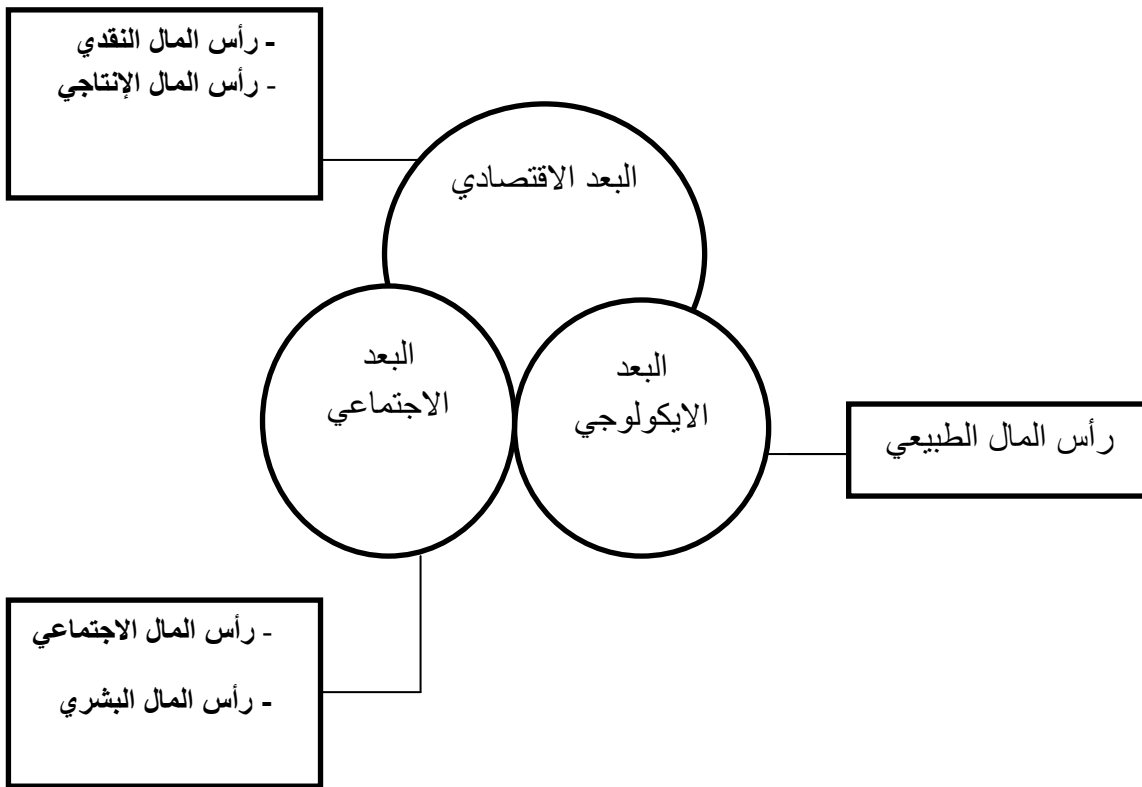 - رأس المال النقدي
- رأس المال الإنتاجي
البعد الاقتصادي
البعد
الاجتماعي
البعد
الايكولوجي
رأس المال الطبيعي
- رأس المال الاجتماعي
- رأس المال البشري